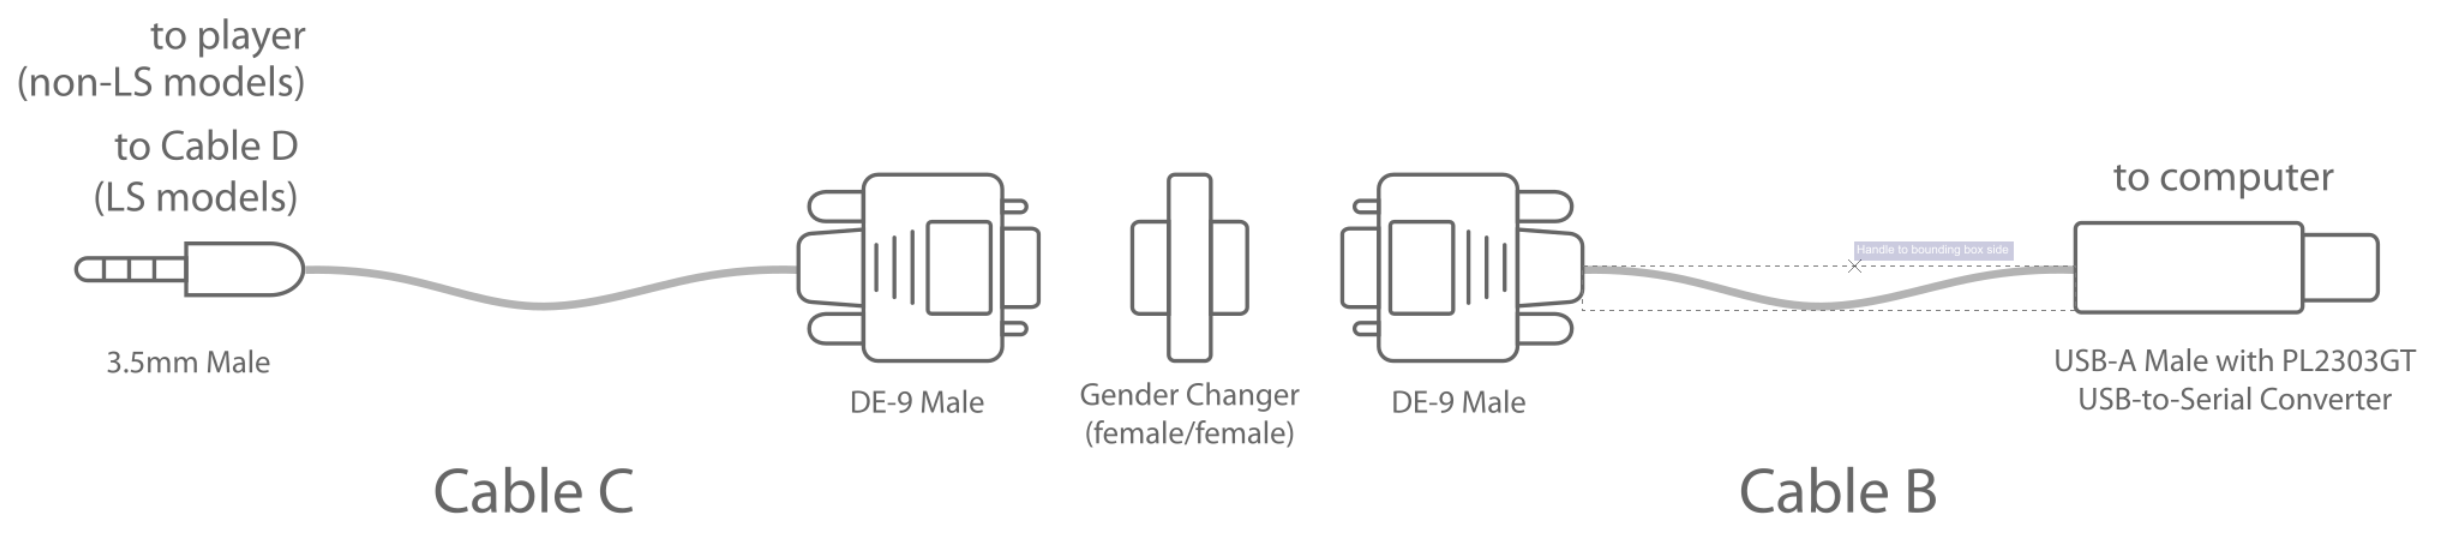 to player
(non-LS models)
to Cable D
(LS models)
3.5mm Male
DE-9 Male
Gender Changer
(female/female)
DE-9 Male
Handle to bounding box side
to computer
USB-A Male with PL2303GT
USB-to-Serial Converter
Cable C
Cable B